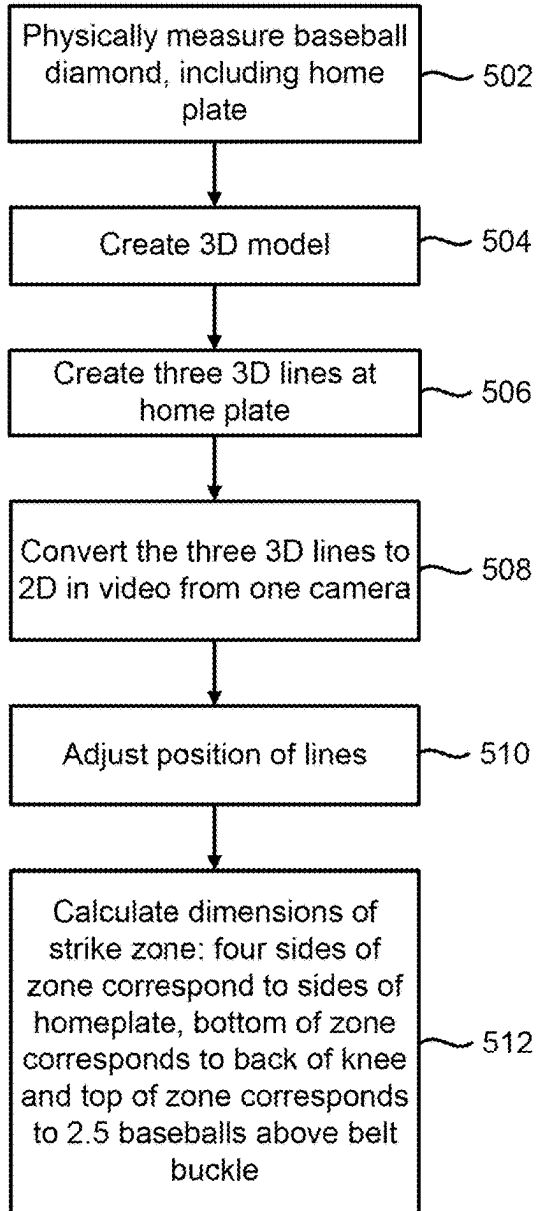 Physically measure baseball
diamond, including home
plate
502
Create 3D model
504
Create three 3D lines at
home plate
506
Convert the three 3D lines to
2D in video from one camera
508
Adjust position of lines
510
Calculate dimensions of
strike zone: four sides of
zone correspond to sides of
homeplate, bottom of zone
corresponds to back of knee
and top of zone corresponds
to 2.5 baseballs above belt
buckle
512